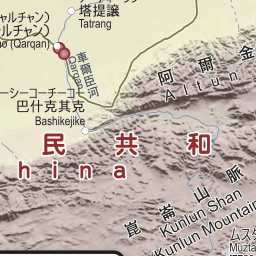 塔提讓
Tatrang
ャルチャン)
ルチャン)
(Qarqan)
車爾臣河
Qarqan
阿爾金
Altun
ーシーコーチーコー
巴什克其克
Bashikejike
民共和
hina
崑崙山脈
Kunlun Shan
(Kunlun Mountain
ムスタ
Muzta